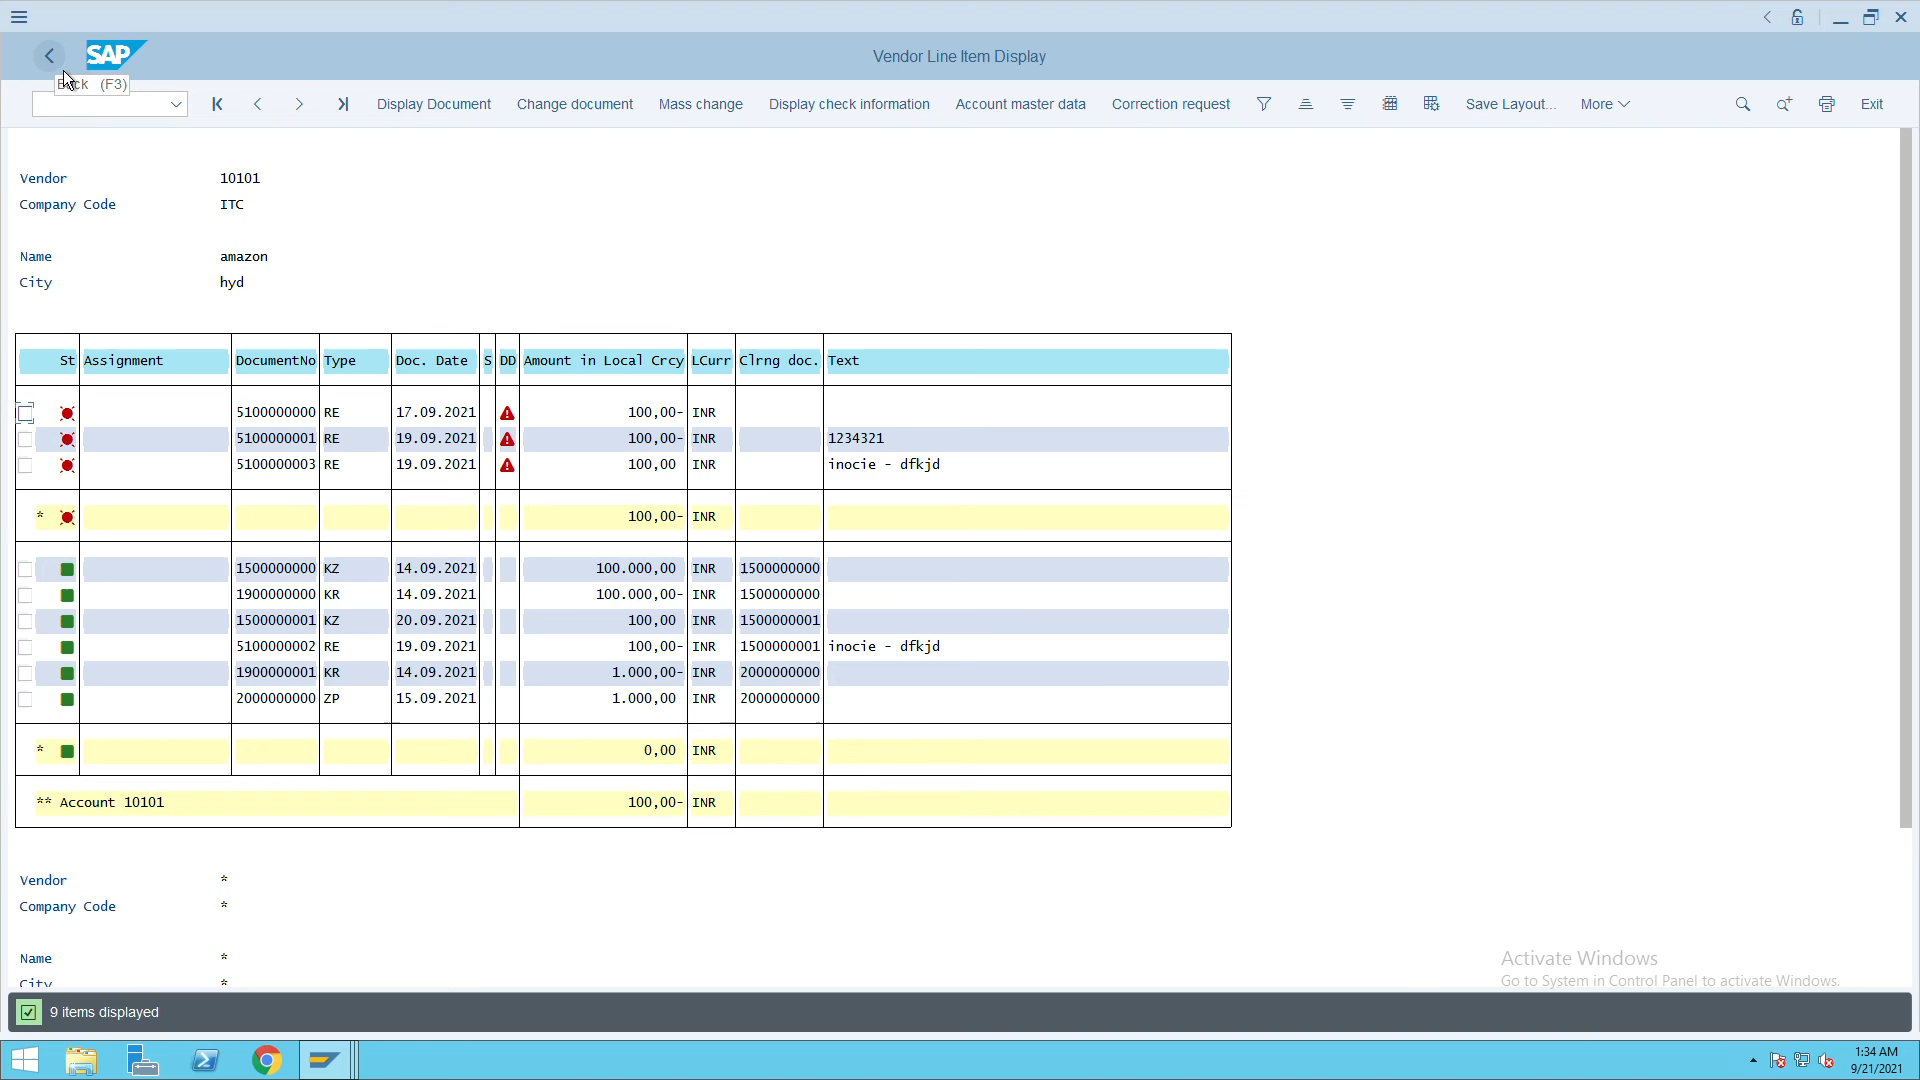 SAP
Vendor Line Item Display
Back (F3)
Display Document Change document Mass change Display check information Account master data Correction request Save Layout... More Exit
Vendor 10101
Company Code ITC
Name amazon
City hyd
St Assignment DocumentNo Type Doc. Date S DD Amount in Local Crcy LCurr Clrng doc. Text
5100000000 RE 17.09.2021 100,00- INR
5100000001 RE 19.09.2021 100,00- INR 1234321
5100000003 RE 19.09.2021 100,00 INR inocie - dfkjd
* 100,00- INR
1500000000 KZ 14.09.2021 100.000,00 INR 1500000000
1900000000 KR 14.09.2021 100.000,00- INR 1500000000
1500000001 KZ 20.09.2021 100,00 INR 1500000001
5100000002 RE 19.09.2021 100,00- INR 1500000001 inocie - dfkjd
1900000001 KR 14.09.2021 1.000,00- INR 2000000000
2000000000 ZP 15.09.2021 1.000,00 INR 2000000000
* 0,00 INR
** Account 10101 100,00- INR
Vendor *
Company Code *
Name *
City *
Activate Windows
Go to System in Control Panel to activate Windows.
9 items displayed
1:34 AM
9/21/2021